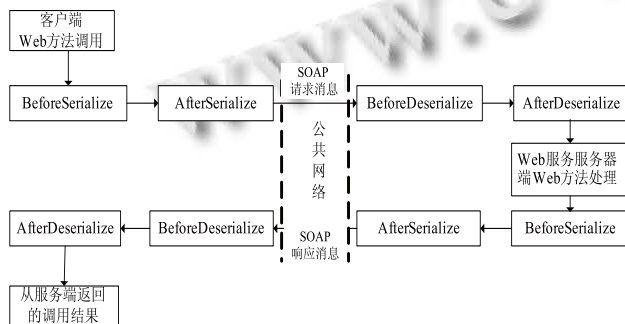 客户端
Web方法调用
BeforeSerialize
AfterSerialize
SOAP
请求消息
BeforeDeserialize
AfterDeserialize
公
共
网
络
Web服务服务器
端Web方法处理
AfterDeserialize
BeforeDeserialize
SOAP
响应消息
AfterSerialize
BeforeSerialize
从服务端返回
的调用结果